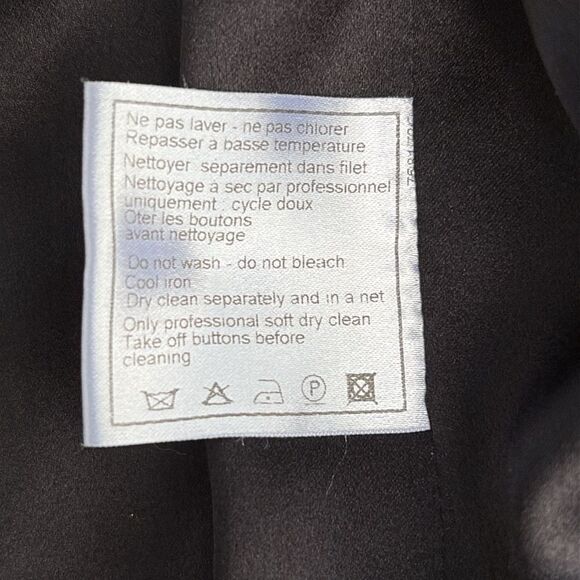 Ne pas laver - ne pas chlorer
Repasser a basse temperature
Nettoyer separement dans filet
Nettoyage a sec par professionnel
uniquement cycle doux
Oter les boutons
avant nettoyage
Do not wash - do not bleach
Cool iron
Dry clean separately and in a net
Only professional soft dry clean
Take off buttons before
cleaning
P